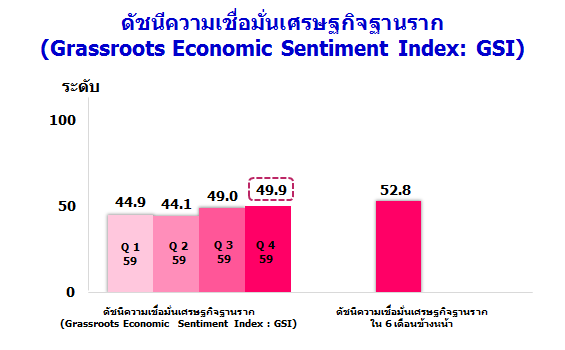 ดัชนีความเชื่อมั่นเศรษฐกิจฐานราก
(Grassroots Economic Sentiment Index: GSI)
ระดับ
100
50
0
44.9
44.1
49.0
49.9
52.8
Q 1
59
Q 2
59
Q 3
59
Q 4
59
ดัชนีความเชื่อมั่นเศรษฐกิจฐานราก
(Grassroots Economic Sentiment Index : GSI)
ดัชนีความเชื่อมั่นเศรษฐกิจฐานราก
ใน 6 เดือนข้างหน้า